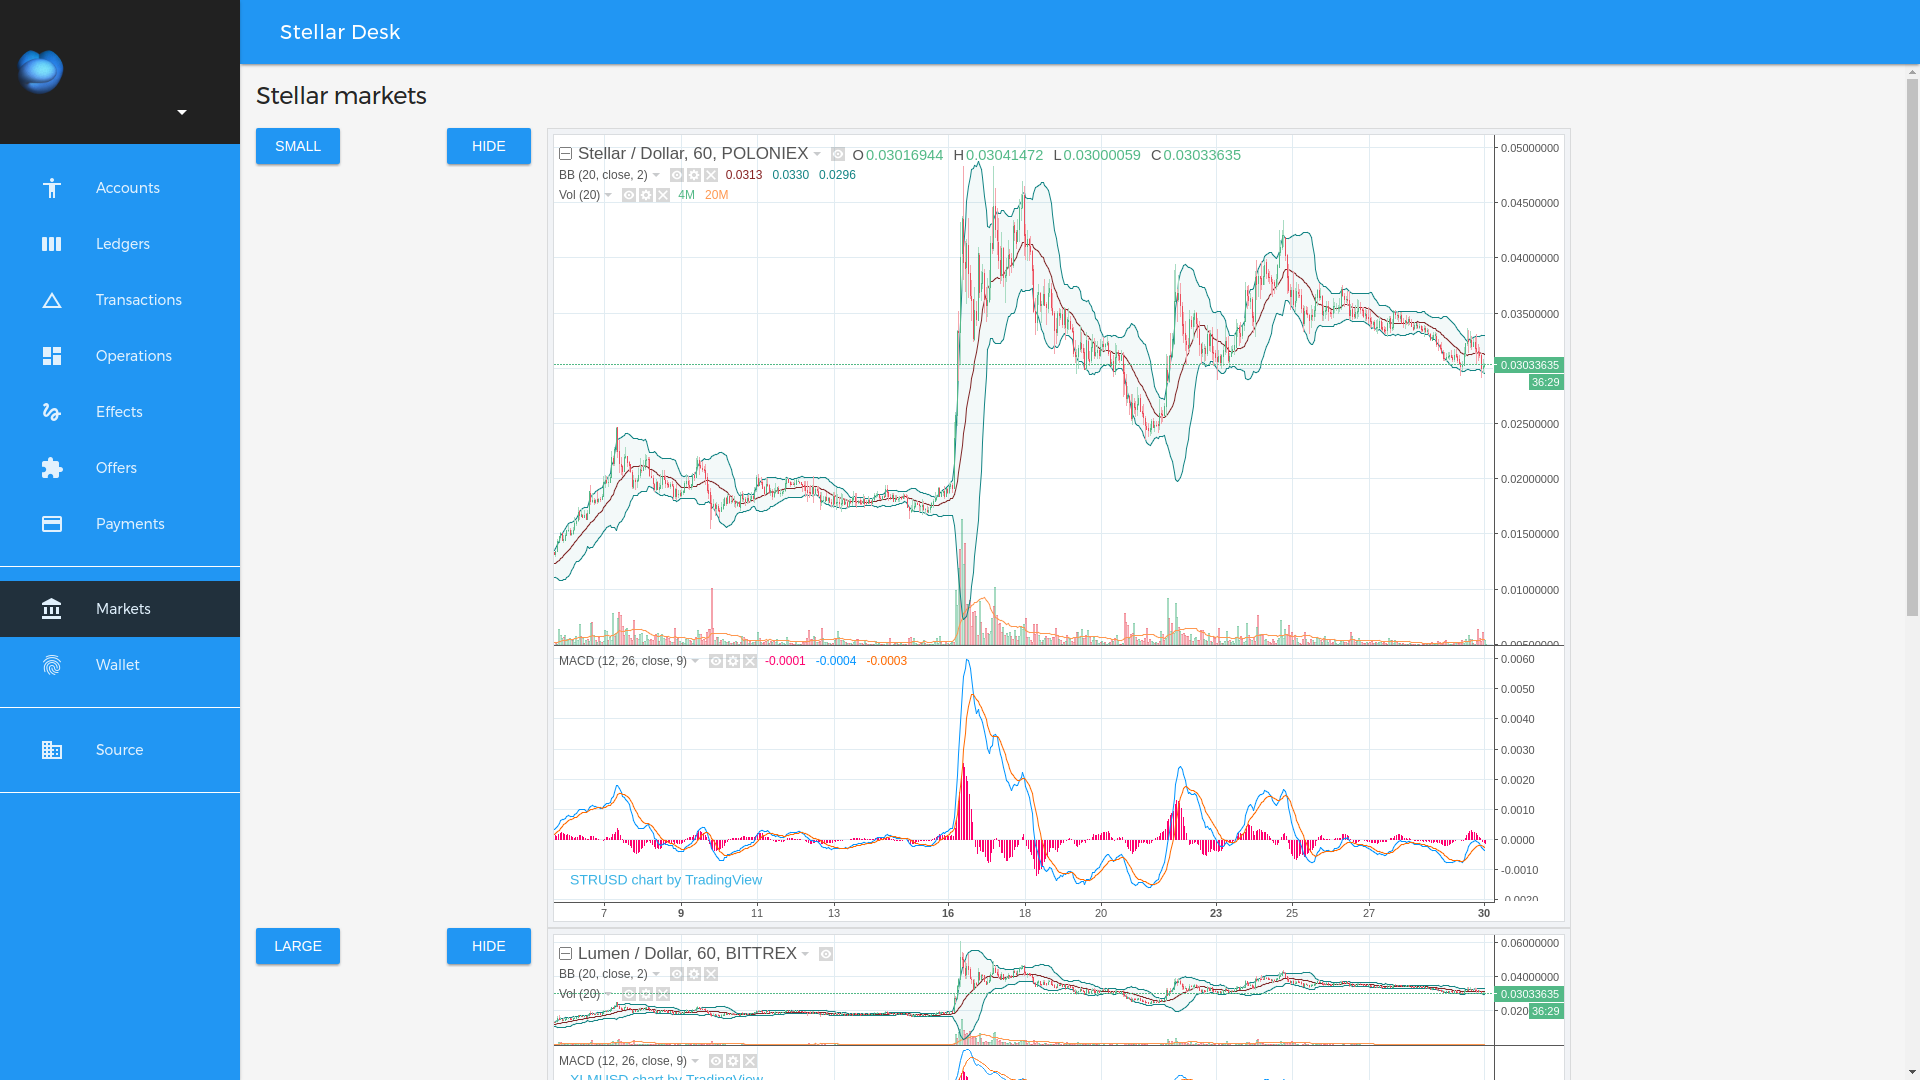 Stellar Desk
Stellar markets
Accounts
Ledgers
Transactions
Operations
Effects
Offers
Payments
Markets
Wallet
Source
SMALL
HIDE
Stellar / Dollar, 60, POLONIEX O 0.03016944 H 0.03041472 L 0.03000059 C 0.03033635
BB (20, close, 2) 0.0313 0.0330 0.0296
Vol (20) 4M 20M
0.05000000
0.04500000
0.04000000
0.03500000
0.03033635
36:29
0.02500000
0.02000000
0.01500000
0.01000000
0.00500000
MACD (12, 26, close, 9) -0.0001 -0.0004 -0.0003
0.0060
0.0050
0.0040
0.0030
0.0020
0.0010
0.0000
-0.0010
-0.0020
STRUSD chart by TradingView
7 9 11 13 16 18 20 23 25 27 30
LARGE
HIDE
Lumen / Dollar, 60, BITTREX
BB (20, close, 2)
Vol (20)
0.06000000
0.04000000
0.03033635
0.020
36:29
MACD (12, 26, close, 9)
XLMUSD chart by TradingView